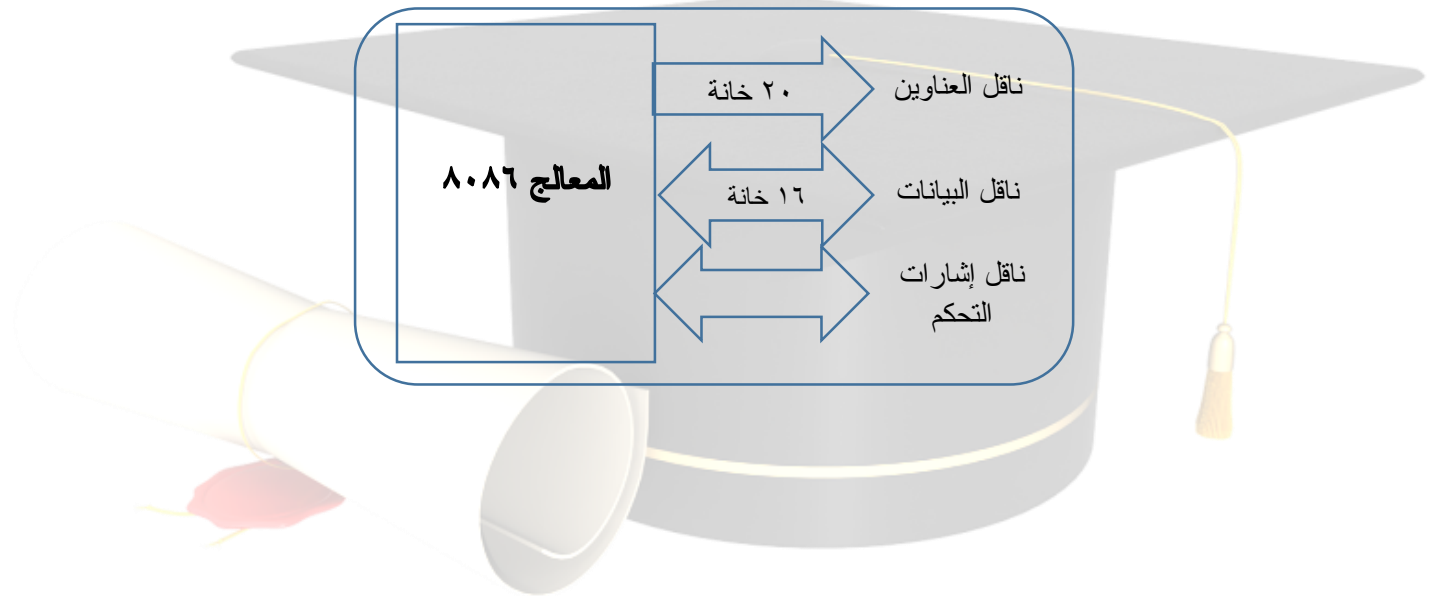 ناقل العناوين
٢٠ خانة
المعالج ٨٠٨٦
ناقل البيانات
١٦ خانة
ناقل إشارات
التحكم